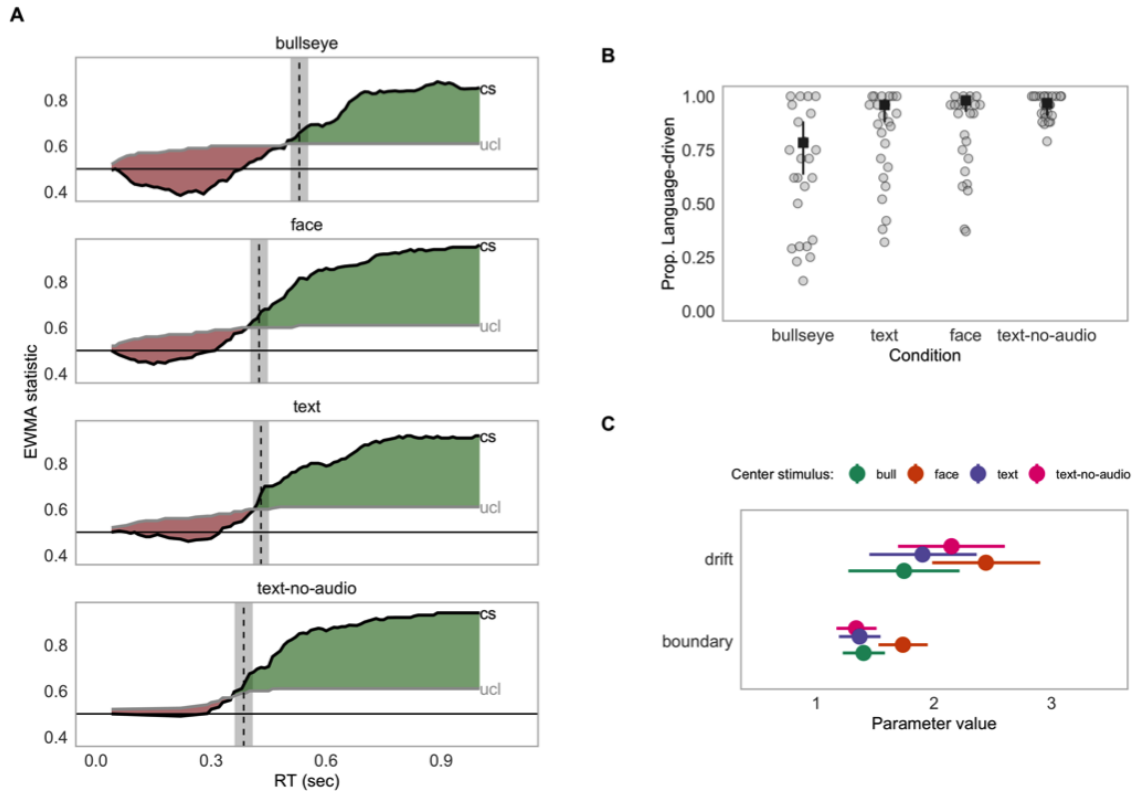 A
bullseye
0.8
0.6
0.4
cs
ucl
face
0.8
0.6
0.4
cs
ucl
text
0.8
0.6
0.4
cs
ucl
text-no-audio
0.8
0.6
0.4
cs
ucl
EWMA statistic
0.0 0.3 0.6 0.9
RT (sec)
B
1.00
0.75
0.50
0.25
0.00
Prop. Language-driven
bullseye text face text-no-audio
Condition
C
Center stimulus: bull face text text-no-audio
drift
boundary
1 2 3
Parameter value